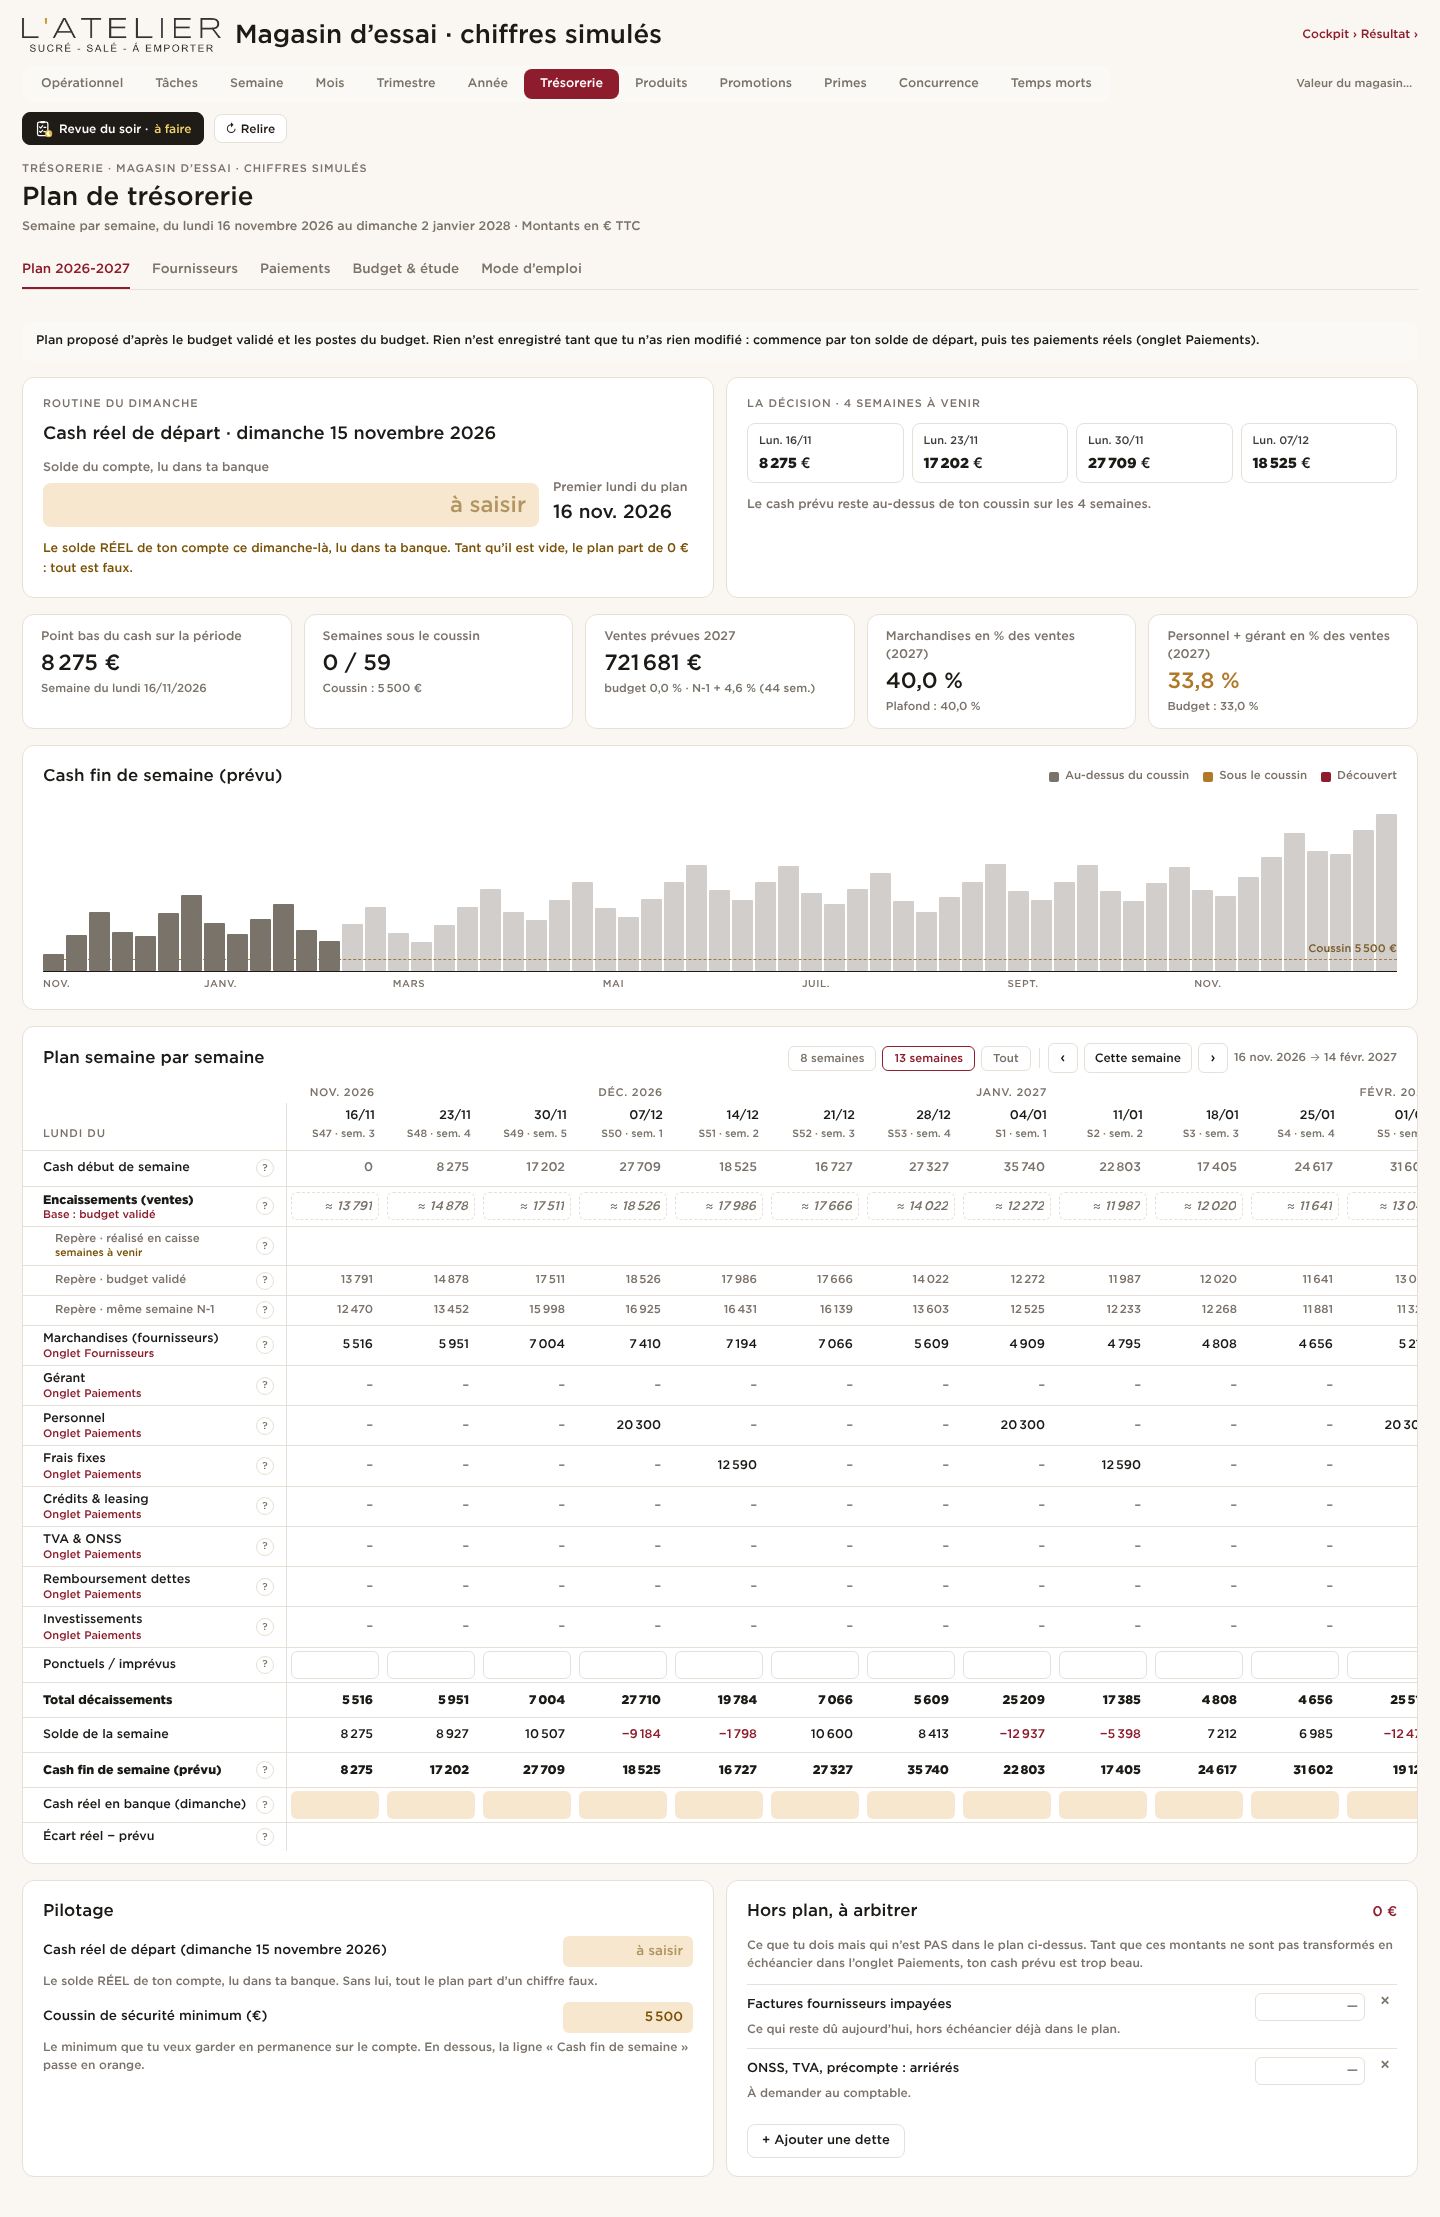 L'ATELIER
SUCRÉ - SALÉ - Á EMPORTER
Magasin d’essai · chiffres simulés
Cockpit › Résultat ›
Opérationnel Tâches Semaine Mois Trimestre Année Trésorerie Produits Promotions Primes Concurrence Temps morts Valeur du magasin...
Revue du soir · à faire ↻ Relire
TRÉSORERIE · MAGASIN D’ESSAI · CHIFFRES SIMULÉS
Plan de trésorerie
Semaine par semaine, du lundi 16 novembre 2026 au dimanche 2 janvier 2028 · Montants en € TTC
Plan 2026-2027 Fournisseurs Paiements Budget & étude Mode d’emploi
Plan proposé d’après le budget validé et les postes du budget. Rien n’est enregistré tant que tu n’as rien modifié : commence par ton solde de départ, puis tes paiements réels (onglet Paiements).
ROUTINE DU DIMANCHE
Cash réel de départ · dimanche 15 novembre 2026
Solde du compte, lu dans ta banque
à saisir
Premier lundi du plan
16 nov. 2026
Le solde RÉEL de ton compte ce dimanche-là, lu dans ta banque. Tant qu’il est vide, le plan part de 0 €
: tout est faux.
LA DÉCISION · 4 SEMAINES À VENIR
Lun. 16/11 Lun. 23/11 Lun. 30/11 Lun. 07/12
8 275 € 17 202 € 27 709 € 18 525 €
Le cash prévu reste au-dessus de ton coussin sur les 4 semaines.
Point bas du cash sur la période
8 275 €
Semaine du lundi 16/11/2026
Semaines sous le coussin
0 / 59
Coussin : 5 500 €
Ventes prévues 2027
721 681 €
budget 0,0 % · N-1 + 4,6 % (44 sem.)
Marchandises en % des ventes
(2027)
40,0 %
Plafond : 40,0 %
Personnel + gérant en % des ventes
(2027)
33,8 %
Budget : 33,0 %
Cash fin de semaine (prévu)
Au-dessus du coussin Sous le coussin Découvert
Coussin 5 500 €
NOV. JANV. MARS MAI JUIL. SEPT. NOV.
Plan semaine par semaine
8 semaines 13 semaines Tout ‹ Cette semaine › 16 nov. 2026 → 14 févr. 2027
NOV. 2026 DÉC. 2026 JANV. 2027 FÉVR. 20
16/11 23/11 30/11 07/12 14/12 21/12 28/12 04/01 11/01 18/01 25/01 01/0
LUNDI DU S47 · sem. 3 S48 · sem. 4 S49 · sem. 5 S50 · sem. 1 S51 · sem. 2 S52 · sem. 3 S53 · sem. 4 S1 · sem. 1 S2 · sem. 2 S3 · sem. 3 S4 · sem. 4 S5 · sem
Cash début de semaine ? 0 8 275 17 202 27 709 18 525 16 727 27 327 35 740 22 803 17 405 24 617 31 60
Encaissements (ventes) ? ≈ 13 791 ≈ 14 878 ≈ 17 511 ≈ 18 526 ≈ 17 986 ≈ 17 666 ≈ 14 022 ≈ 12 272 ≈ 11 987 ≈ 12 020 ≈ 11 641 ≈ 13 0
Base : budget validé
Repère · réalisé en caisse ?
semaines à venir
Repère · budget validé ? 13 791 14 878 17 511 18 526 17 986 17 666 14 022 12 272 11 987 12 020 11 641 13 0
Repère · même semaine N-1 ? 12 470 13 452 15 998 16 925 16 431 16 139 13 603 12 525 12 233 12 268 11 881 11 3
Marchandises (fournisseurs) ? 5 516 5 951 7 004 7 410 7 194 7 066 5 609 4 909 4 795 4 808 4 656 5 2
Onglet Fournisseurs
Gérant ? – – – – – – – – – – –
Onglet Paiements
Personnel ? – – – 20 300 – – – 20 300 – – – 20 30
Onglet Paiements
Frais fixes ? – – – – 12 590 – – – 12 590 – –
Onglet Paiements
Crédits & leasing ? – – – – – – – – – – –
Onglet Paiements
TVA & ONSS ? – – – – – – – – – – –
Onglet Paiements
Remboursement dettes ? – – – – – – – – – – –
Onglet Paiements
Investissements ? – – – – – – – – – – –
Onglet Paiements
Ponctuels / imprévus ?
Total décaissements 5 516 5 951 7 004 27 710 19 784 7 066 5 609 25 209 17 385 4 808 4 656 25 5
Solde de la semaine 8 275 8 927 10 507 −9 184 −1 798 10 600 8 413 −12 937 −5 398 7 212 6 985 −12 4
Cash fin de semaine (prévu) ? 8 275 17 202 27 709 18 525 16 727 27 327 35 740 22 803 17 405 24 617 31 602 19 12
Cash réel en banque (dimanche) ?
Écart réel − prévu ?
Pilotage
Cash réel de départ (dimanche 15 novembre 2026) à saisir
Le solde RÉEL de ton compte, lu dans ta banque. Sans lui, tout le plan part d’un chiffre faux.
Coussin de sécurité minimum (€) 5 500
Le minimum que tu veux garder en permanence sur le compte. En dessous, la ligne « Cash fin de semaine »
passe en orange.
Hors plan, à arbitrer 0 €
Ce que tu dois mais qui n’est PAS dans le plan ci-dessus. Tant que ces montants ne sont pas transformés en
échéancier dans l’onglet Paiements, ton cash prévu est trop beau.
Factures fournisseurs impayées — ×
Ce qui reste dû aujourd’hui, hors échéancier déjà dans le plan.
ONSS, TVA, précompte : arriérés — ×
À demander au comptable.
+ Ajouter une dette